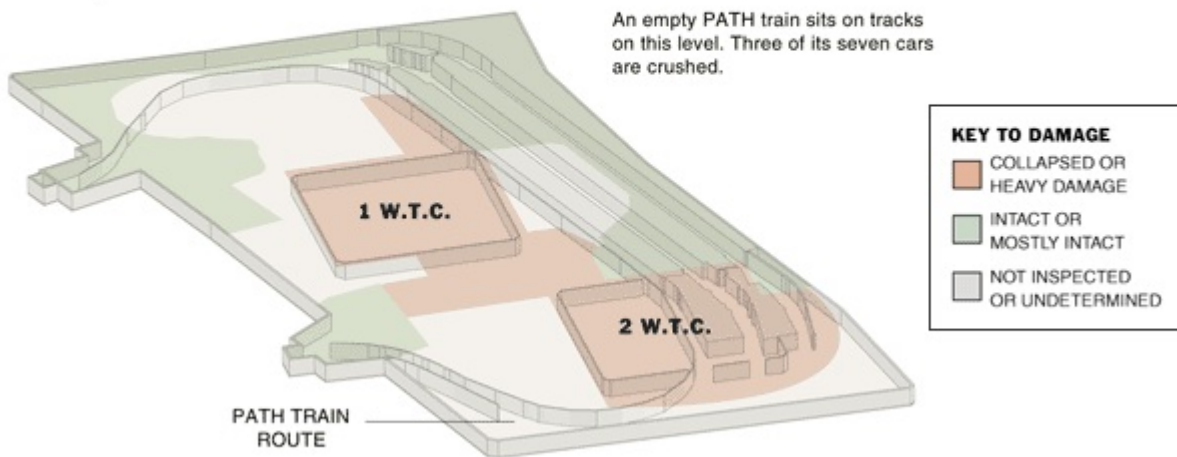 An empty PATH train sits on tracks
on this level. Three of its seven cars
are crushed.
KEY TO DAMAGE
COLLAPSED OR
HEAVY DAMAGE
INTACT OR
MOSTLY INTACT
NOT INSPECTED
OR UNDETERMINED
1 W.T.C.
2 W.T.C.
PATH TRAIN
ROUTE